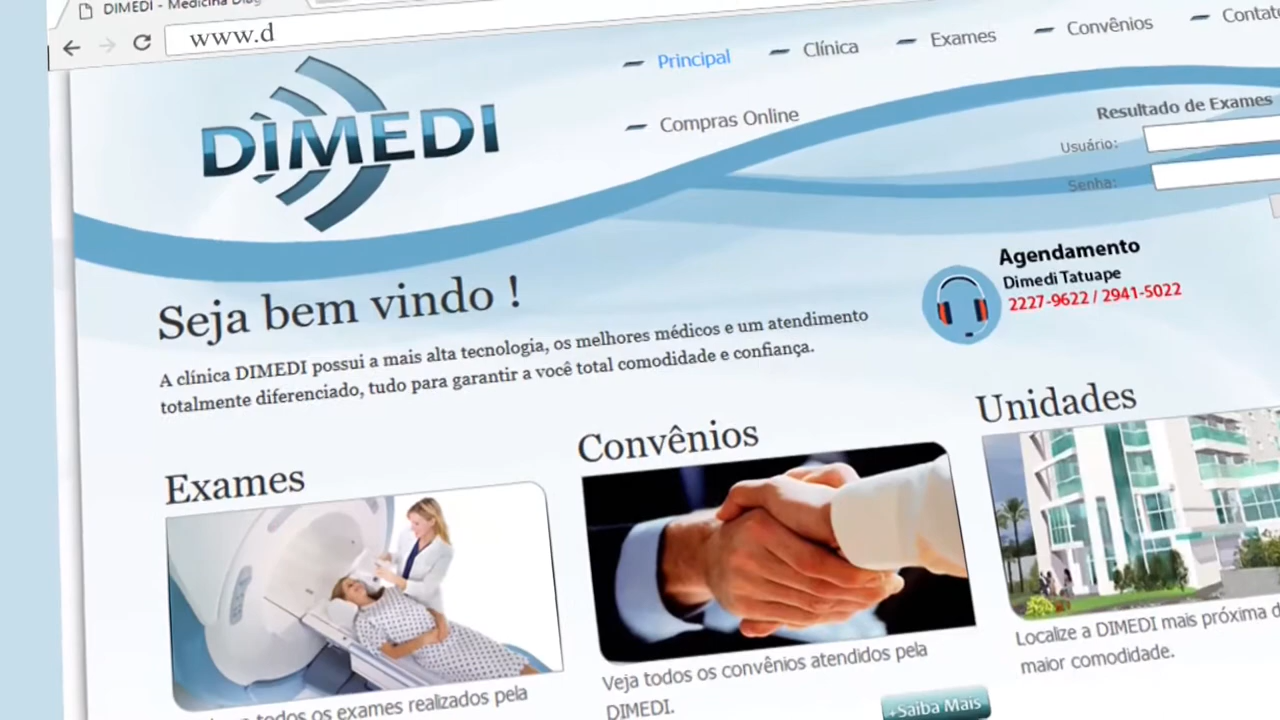 DIMEDI - Medicina
www.d
Principal
Clínica
Exames
Convênios
Compras Online
DIMEDI
Resultado de Exames
Usuário:
Senha:
Agendamento
Dimedi Tatuape
2227-9622 / 2941-5022
Seja bem vindo !
A clínica DIMEDI possui a mais alta tecnologia, os melhores médicos e um atendimento
totalmente diferenciado, tudo para garantir a você total comodidade e confiança.
Exames
Convênios
Unidades
todos os exames realizados pela
Veja todos os convênios atendidos pela
DIMEDI.
Localize a DIMEDI mais próxima
maior comodidade.
+Saiba Mais